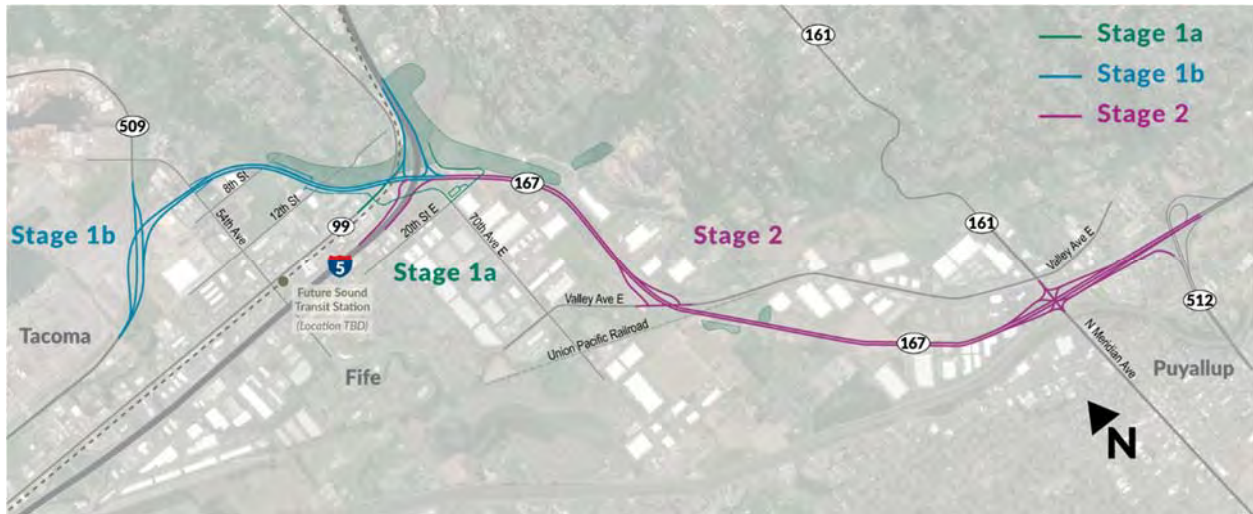 161
Stage 1a
Stage 1b
Stage 2
509
8th St
12th St
54th Ave
Stage 1b
99
5
20th St E
70th Ave E
167
Stage 1a
Stage 2
161
Valley Ave E
Future Sound
Transit Station
(Location TBD)
Valley Ave E
Union Pacific Railroad
512
Tacoma
Fife
167
N Meridian Ave
Puyallup
N